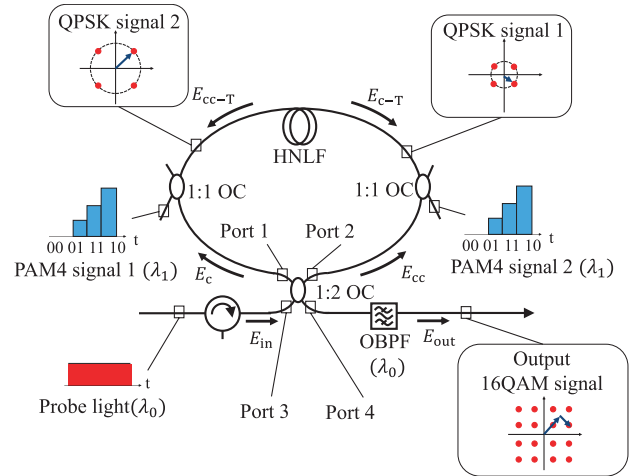 QPSK signal 2
QPSK signal 1
E_cc−T
E_c−T
HNLF
1:1 OC
1:1 OC
00 01 11 10 t
PAM4 signal 1 (λ₁)
00 01 11 10 t
PAM4 signal 2 (λ₁)
Port 1
Port 2
E_c
E_cc
1:2 OC
E_in
OBPF
(λ₀)
E_out
t
Probe light(λ₀)
Port 3
Port 4
Output
16QAM signal